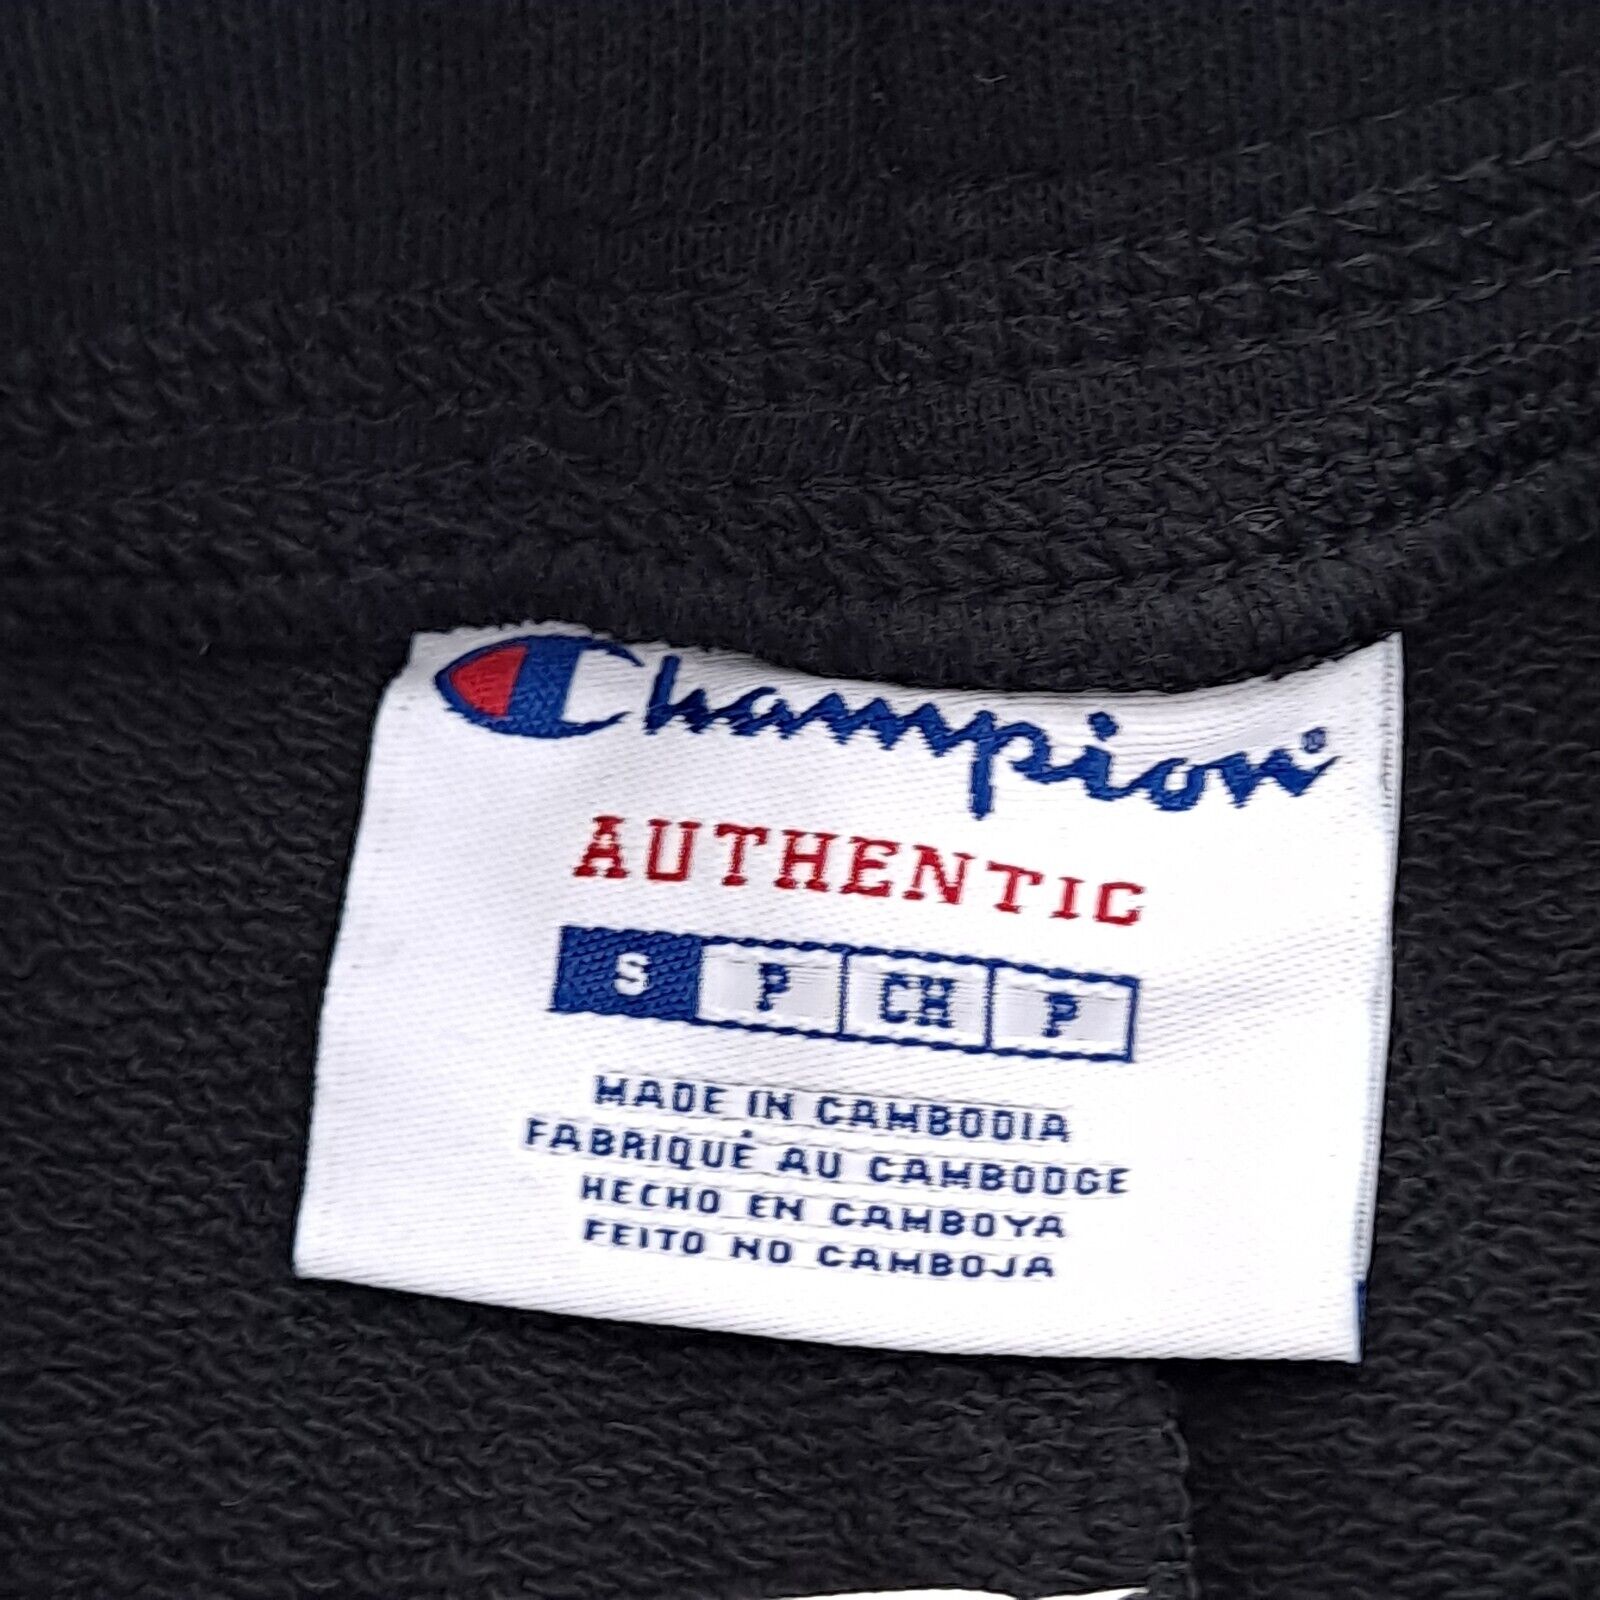 Champion®
AUTHENTIC
S P CH P
MADE IN CAMBODIA
FABRIQUÉ AU CAMBODGE
HECHO EN CAMBOYA
FEITO NO CAMBOJA